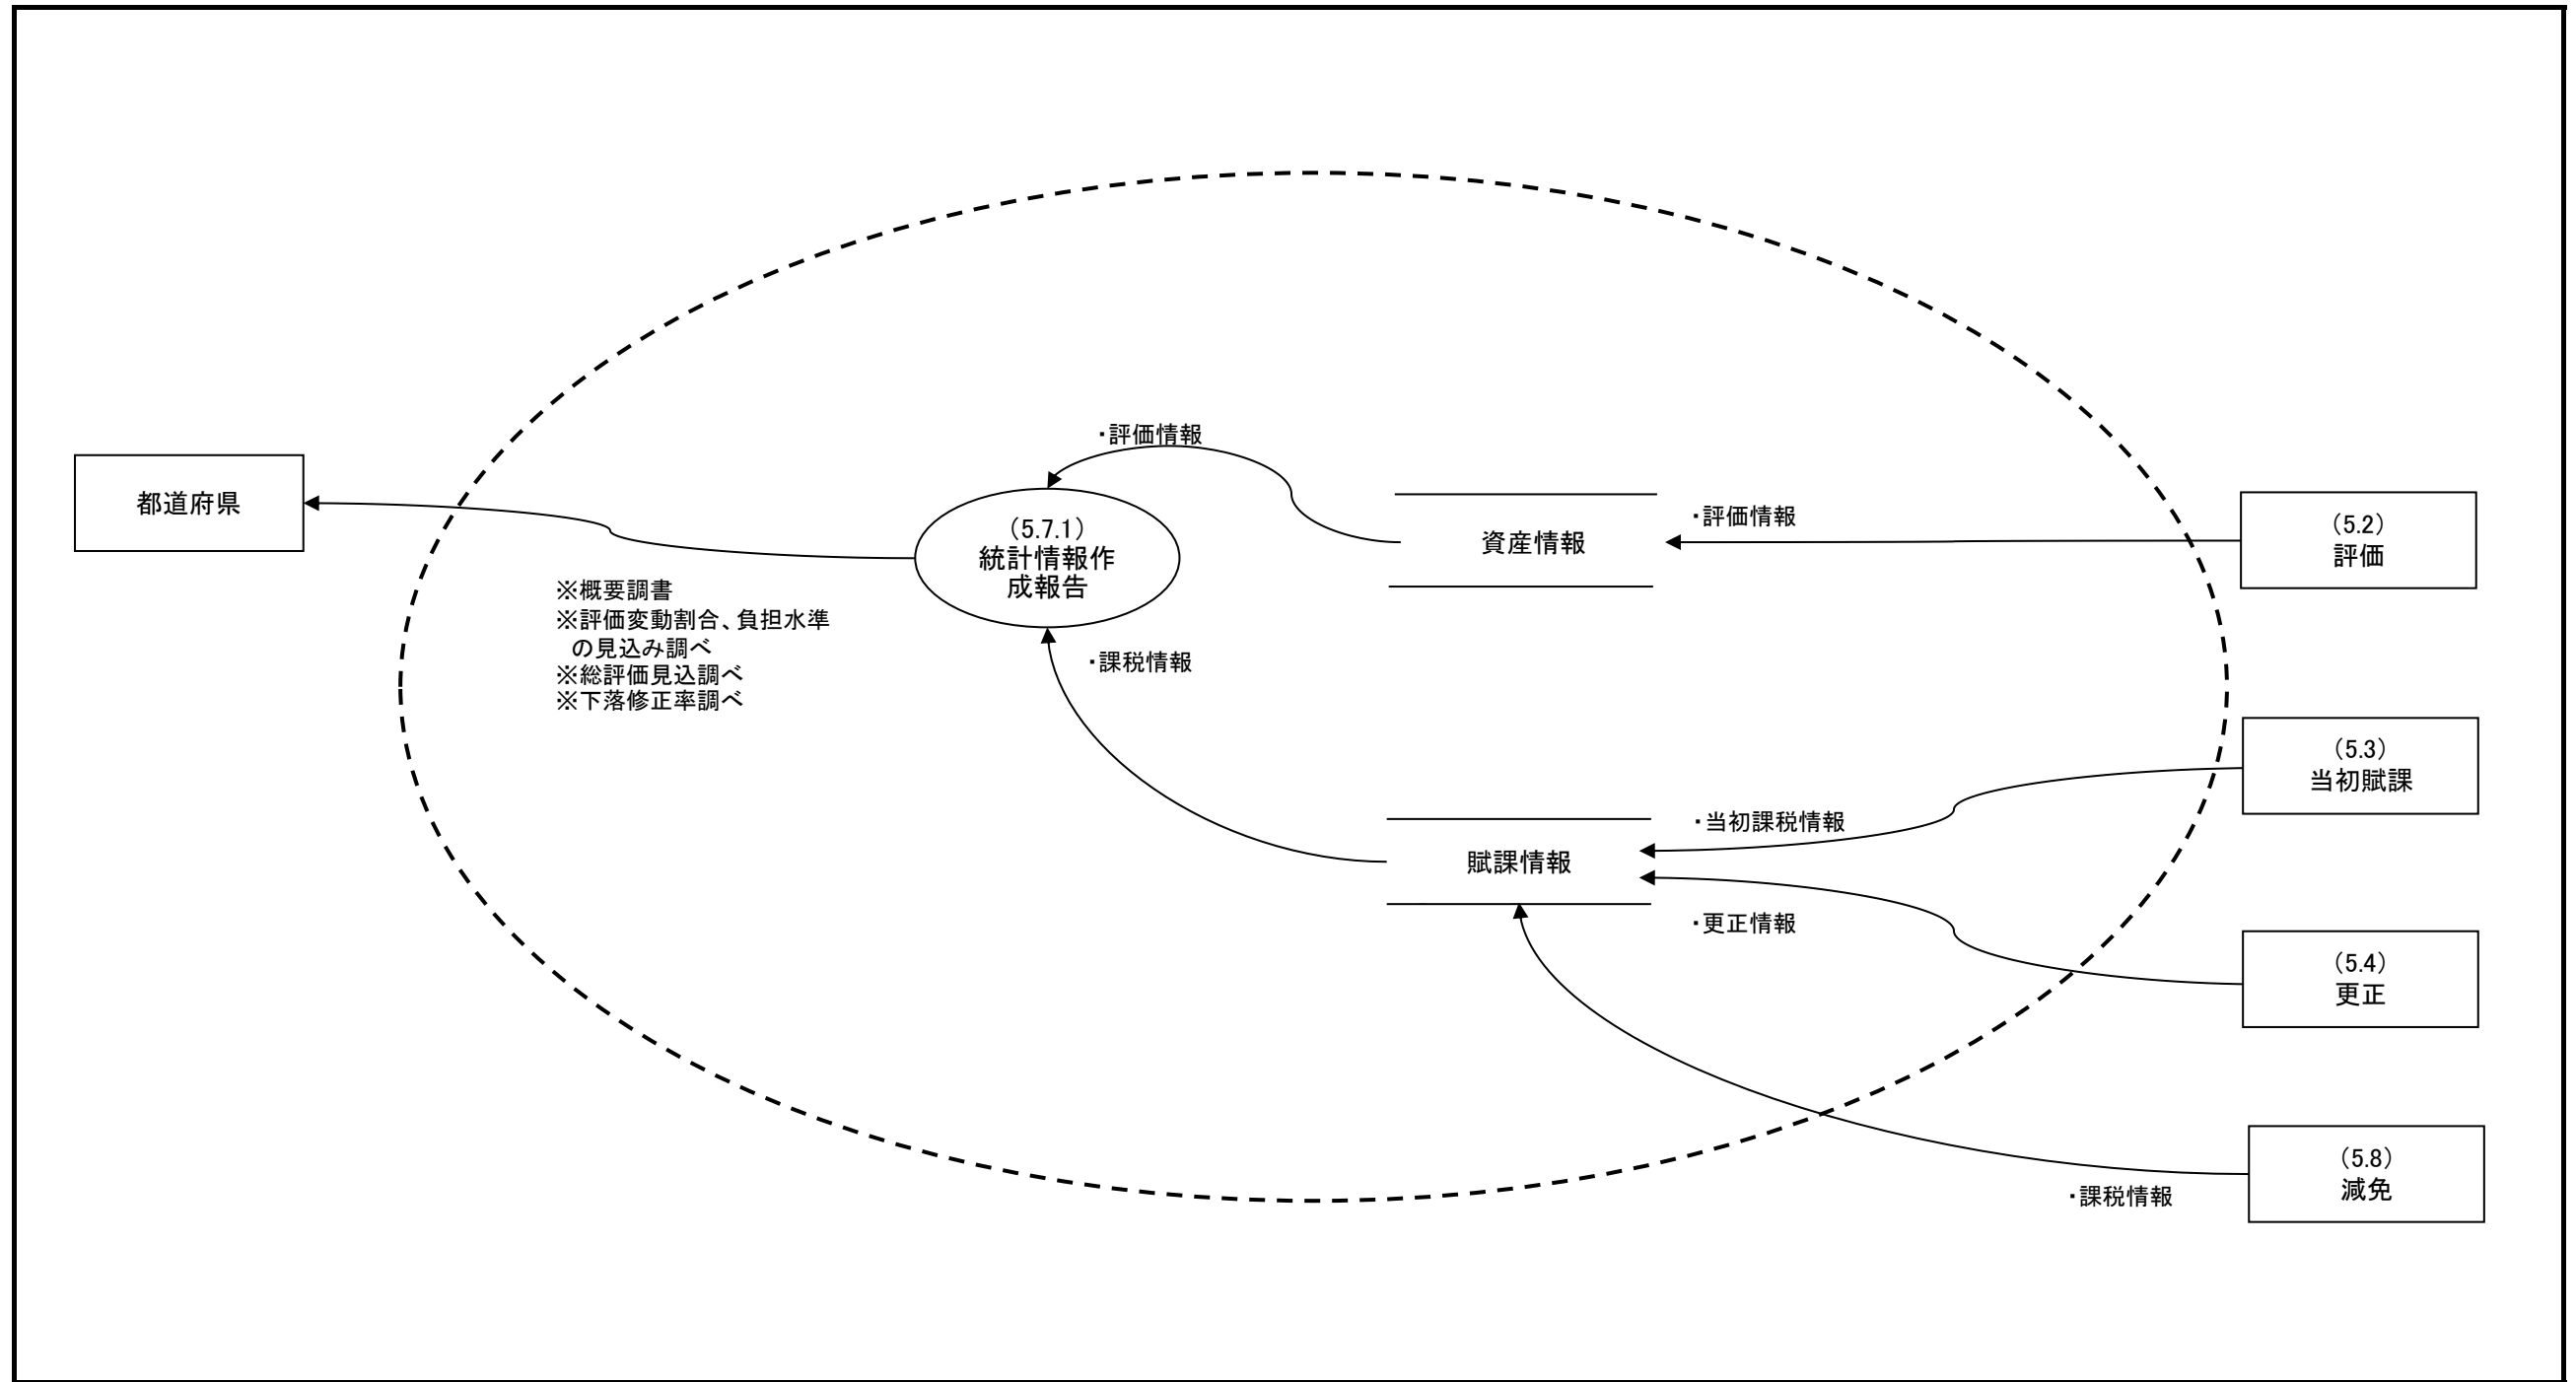 ・評価情報
都道府県
(5.7.1)
統計情報作
成報告
※概要調書
※評価変動割合、負担水準
の見込み調べ
※総評価見込調べ
※下落修正率調べ
・課税情報
資産情報
・評価情報
(5.2)
評価
(5.3)
当初賦課
・当初課税情報
賦課情報
・更正情報
(5.4)
更正
(5.8)
減免
・課税情報